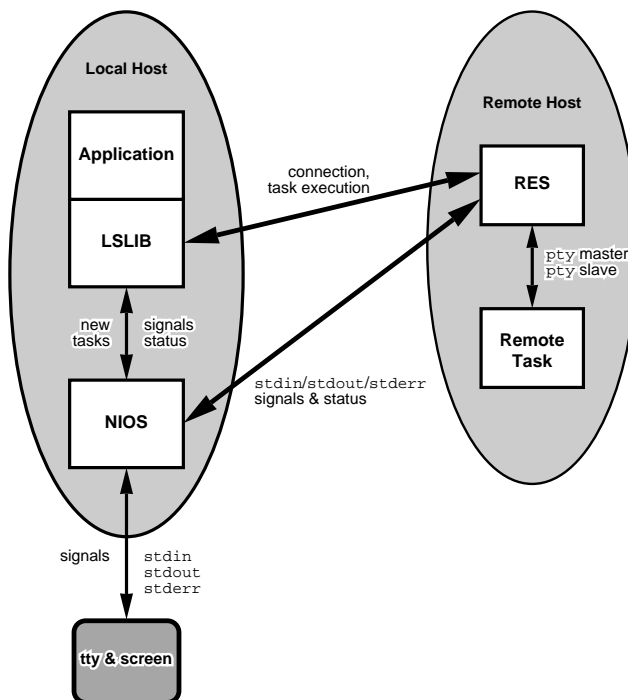 Local Host
Remote Host
Application
RES
connection,
task execution
LSLIB
pty master
pty slave
new
tasks
signals
status
Remote
Task
stdin/stdout/stderr
signals & status
NIOS
signals
stdin
stdout
stderr
tty & screen